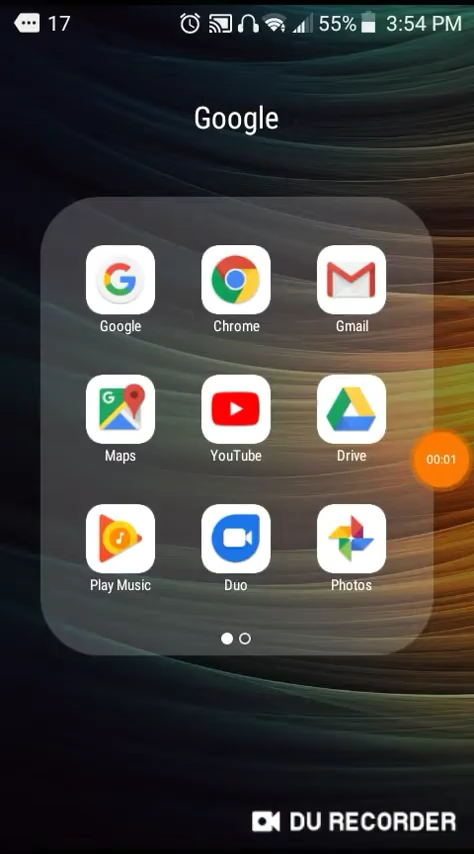 17 55% 3:54 PM
Google
Google Chrome Gmail
Maps YouTube Drive
00:01
Play Music Duo Photos
DU RECORDER